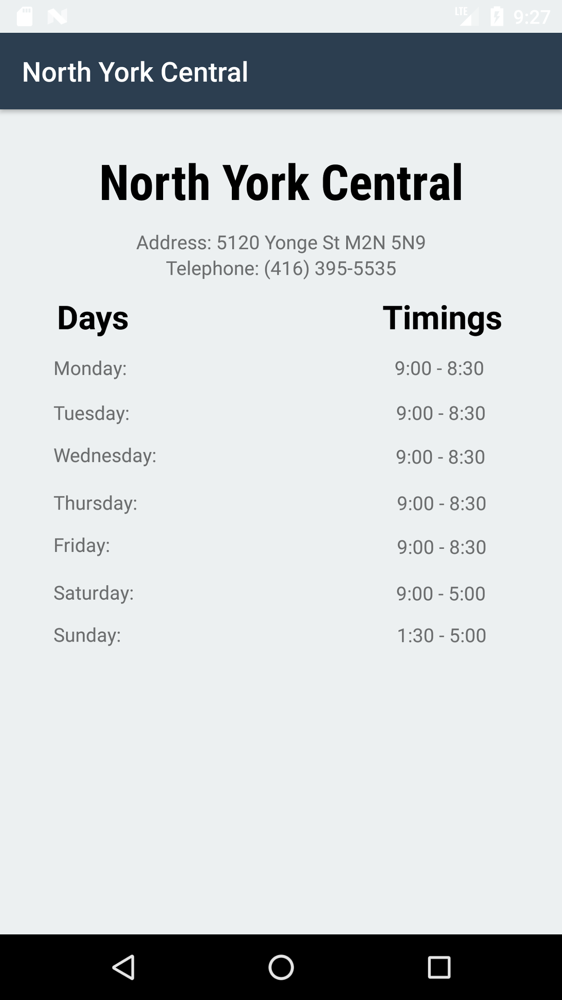 LTE 9:27
North York Central
North York Central
Address: 5120 Yonge St M2N 5N9
Telephone: (416) 395-5535
Days Timings
Monday: 9:00 - 8:30
Tuesday: 9:00 - 8:30
Wednesday: 9:00 - 8:30
Thursday: 9:00 - 8:30
Friday: 9:00 - 8:30
Saturday: 9:00 - 5:00
Sunday: 1:30 - 5:00